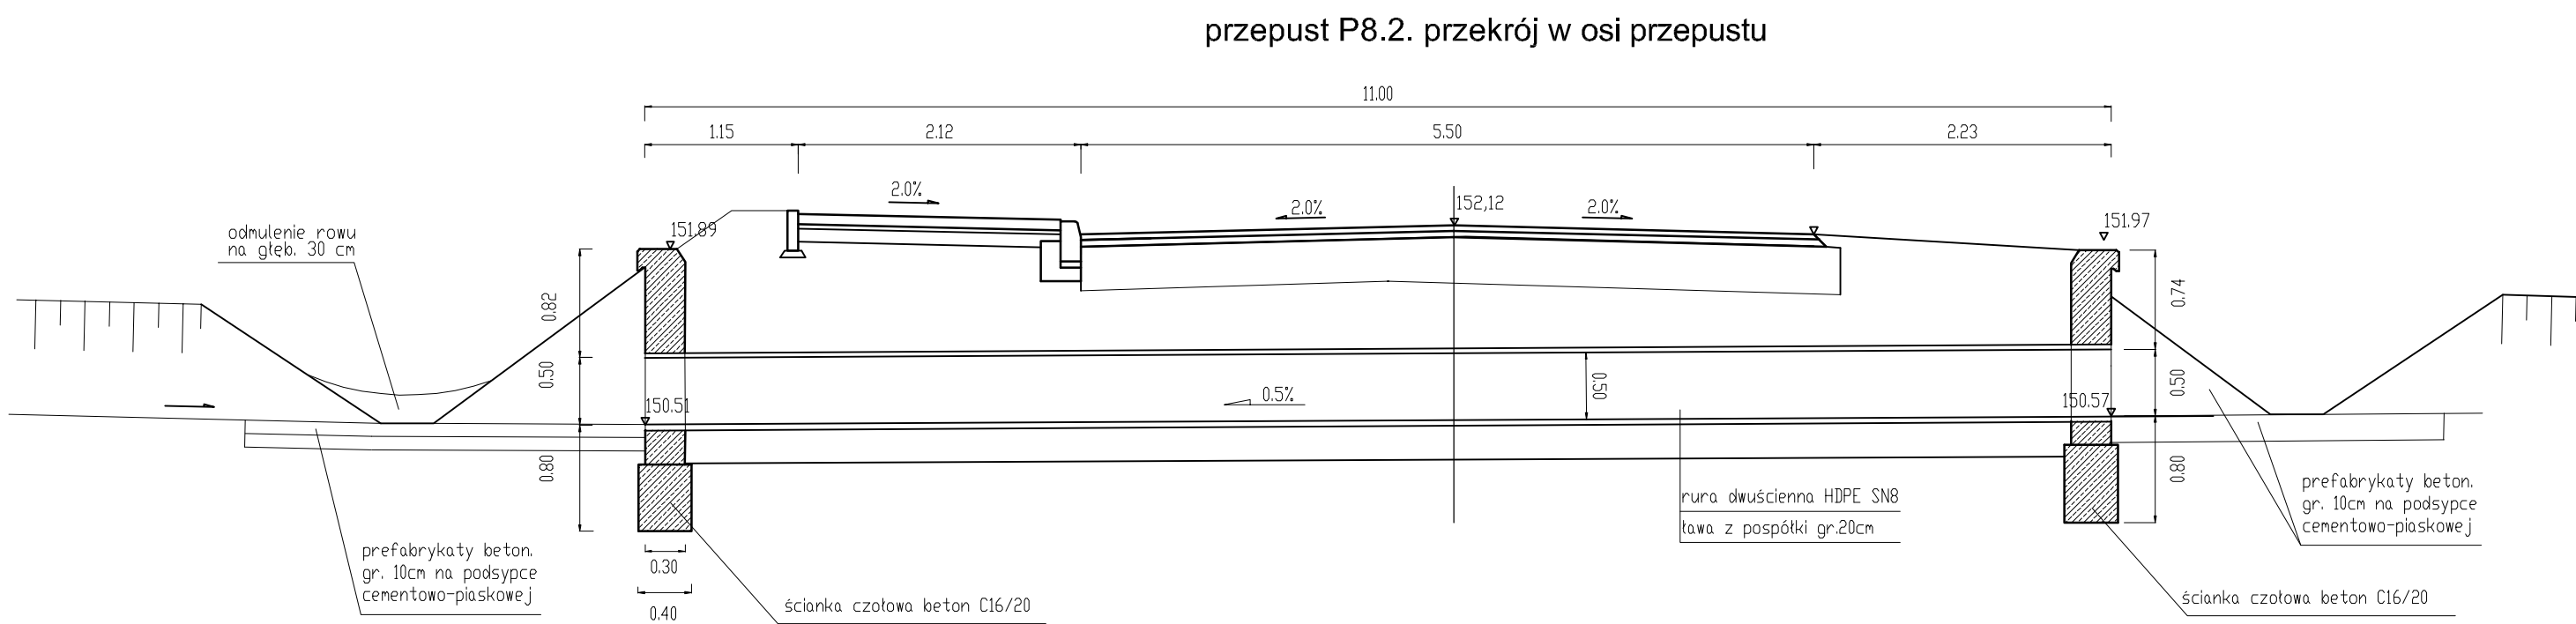 przepust P8.2. przekrój w osi przepustu
11.00
1.15
2.12
5.50
2.23
2.0%
2.0%
152,12
2.0%
151.89
151.97
odmulenie rowu
na głęb. 30 cm
0.82
0.74
0.50
0.50
0.50
0.5%
150.51
150.57
0.80
0.80
rura dwuścienna HDPE SN8
ława z pospółki gr.20cm
prefabrykaty beton.
gr. 10cm na podsypce
cementowo-piaskowej
prefabrykaty beton.
gr. 10cm na podsypce
cementowo-piaskowej
0.30
0.40
ścianka czołowa beton C16/20
ścianka czołowa beton C16/20